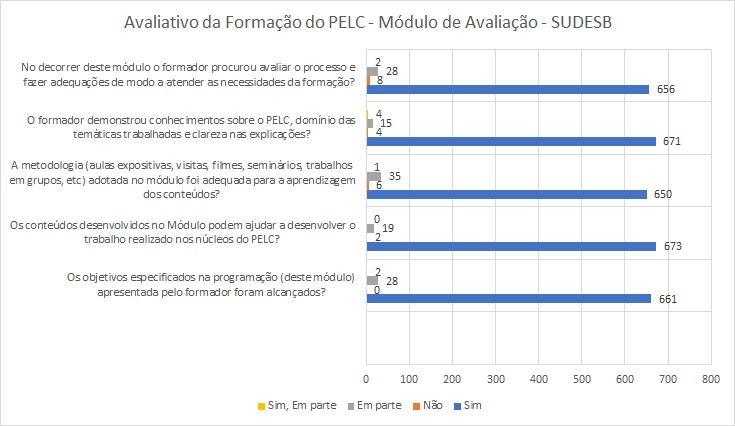 Avaliativo da Formação do PELC - Módulo de Avaliação - SUDESB
No decorrer deste módulo o formador procurou avaliar o processo e
fazer adequações de modo a atender as necessidades da formação?
2
28
8
656
O formador demonstrou conhecimentos sobre o PELC, domínio das
temáticas trabalhadas e clareza nas explicações?
4
15
4
671
A metodologia (aulas expositivas, visitas, filmes, seminários, trabalhos
em grupos, etc) adotada no módulo foi adequada para a aprendizagem
dos conteúdos?
1
35
6
650
Os conteúdos desenvolvidos no Módulo podem ajudar a desenvolver o
trabalho realizado nos núcleos do PELC?
0
19
2
673
Os objetivos especificados na programação (deste módulo)
apresentada pelo formador foram alcançados?
2
28
0
661
0 100 200 300 400 500 600 700 800
Sim, Em parte Em parte Não Sim